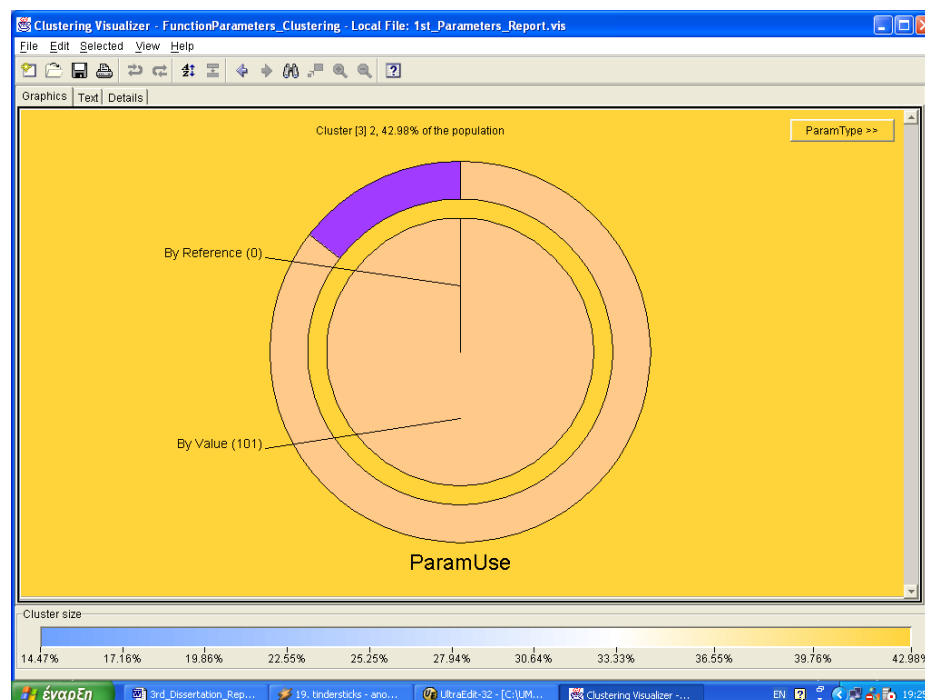 Clustering Visualizer - FunctionParameters_Clustering - Local File: 1st_Parameters_Report.vis
File Edit Selected View Help
Graphics Text Details
Cluster [3] 2, 42.98% of the population
ParamType >>
By Reference (0)
By Value (101)
ParamUse
Cluster size
14.47% 17.16% 19.86% 22.55% 25.25% 27.94% 30.64% 33.33% 36.55% 39.76% 42.98%
έναρξη 3rd_Dissertation_Rep... 19. tindersticks - ano... UltraEdit-32 - [C:\UM... Clustering Visualizer -... EN 19:25